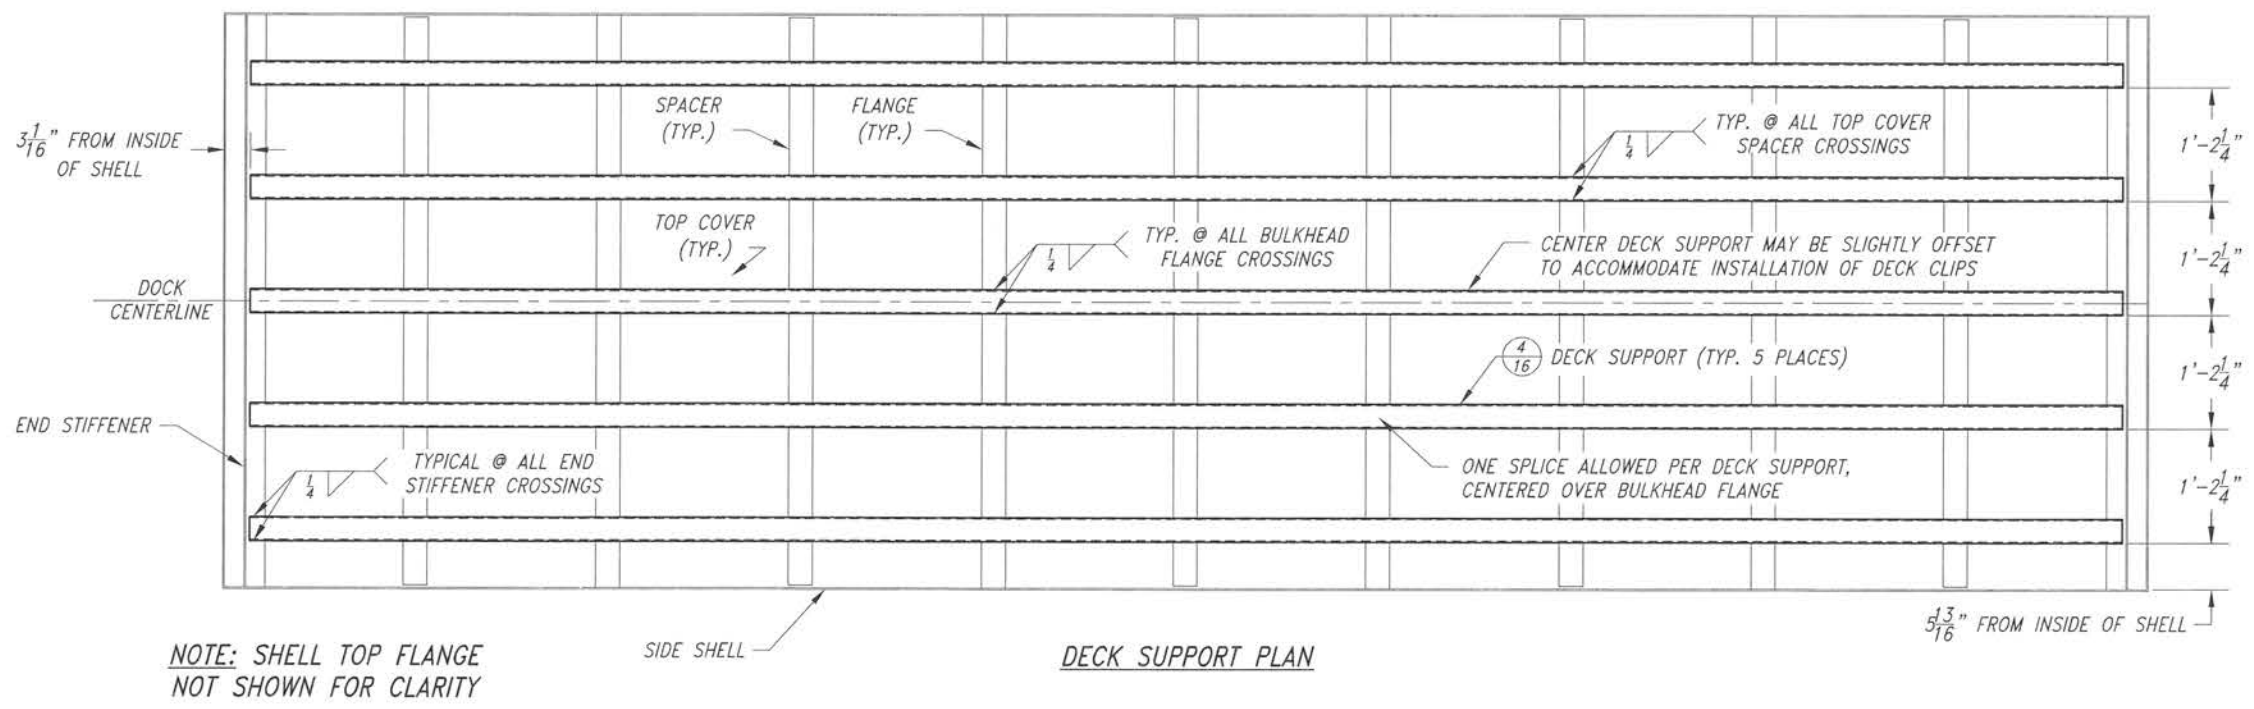 SPACER
(TYP.)
FLANGE
(TYP.)
TYP. @ ALL TOP COVER
SPACER CROSSINGS
1/4
3 1/16" FROM INSIDE
OF SHELL
1'-2 1/4"
TOP COVER
(TYP.)
TYP. @ ALL BULKHEAD
FLANGE CROSSINGS
1/4
CENTER DECK SUPPORT MAY BE SLIGHTLY OFFSET
TO ACCOMMODATE INSTALLATION OF DECK CLIPS
1'-2 1/4"
DOCK
CENTERLINE
4
16
DECK SUPPORT (TYP. 5 PLACES)
1'-2 1/4"
END STIFFENER
TYPICAL @ ALL END
STIFFENER CROSSINGS
1/4
ONE SPLICE ALLOWED PER DECK SUPPORT,
CENTERED OVER BULKHEAD FLANGE
1'-2 1/4"
5 13/16" FROM INSIDE OF SHELL
NOTE: SHELL TOP FLANGE
NOT SHOWN FOR CLARITY
SIDE SHELL
DECK SUPPORT PLAN